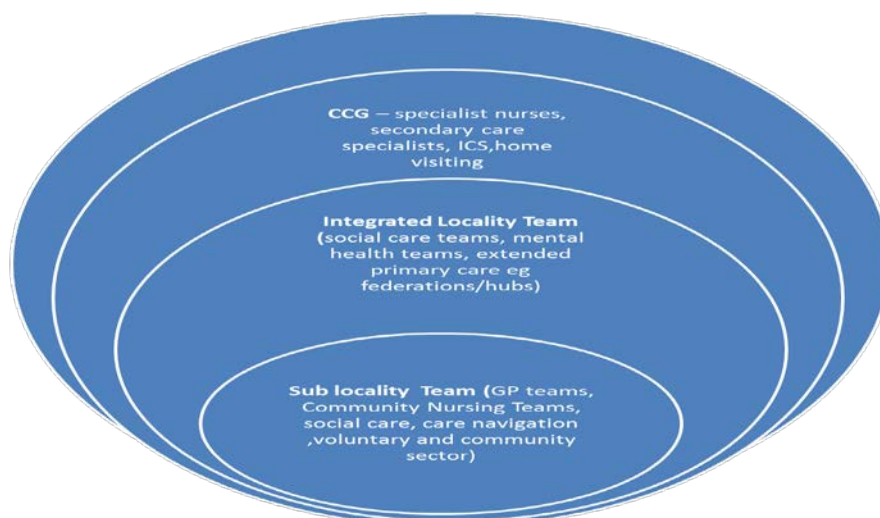 CCG – specialist nurses,
secondary care
specialists, ICS,home
visiting
Integrated Locality Team
(social care teams, mental
health teams, extended
primary care eg
federations/hubs)
Sub locality Team (GP teams,
Community Nursing Teams,
social care, care navigation
,voluntary and community
sector)